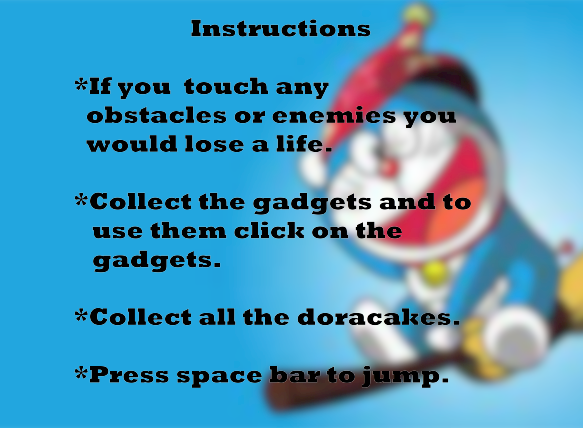 Instructions
*If you touch any
obstacles or enemies you
would lose a life.
*Collect the gadgets and to
use them click on the
gadgets.
*Collect all the doracakes.
*Press space bar to jump.